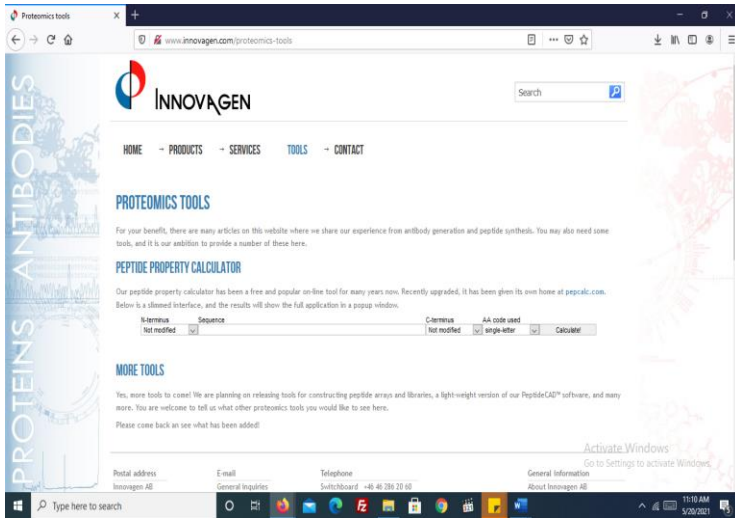 Proteomics tools
www.innovagen.com/proteomics-tools
INNOVAGEN
Search
HOME → PRODUCTS → SERVICES TOOLS → CONTACT
PROTEOMICS TOOLS
For your benefit, there are many articles on this website where we share our experience from antibody generation and peptide synthesis. You may also need some
tools, and it is our ambition to provide a number of these here.
PEPTIDE PROPERTY CALCULATOR
Our peptide property calculator has been a free and popular on-line tool for many years now. Recently upgraded, it has been given its own home at pepcalc.com.
Below is a slimmed interface, and the results will show the full application in a popup window.
N-terminus Sequence C-terminus AA code used
Not modified Not modified single-letter Calculate!
MORE TOOLS
Yes, more tools to come! We are planning on releasing tools for constructing peptide arrays and libraries, a light-weight version of our PeptideCAD® software, and many
more. You are welcome to tell us what other proteomics tools you would like to see here.
Please come back an see what has been added!
Postal address E-mail Telephone General Information
Innovagen AB General Inquiries Switchboard +46 46 286 20 60 About Innovagen AB
PROTEINS ANTIBODIES
Activate Windows
Go to Settings to activate Windows.
Type here to search
11:10 AM
5/20/2021